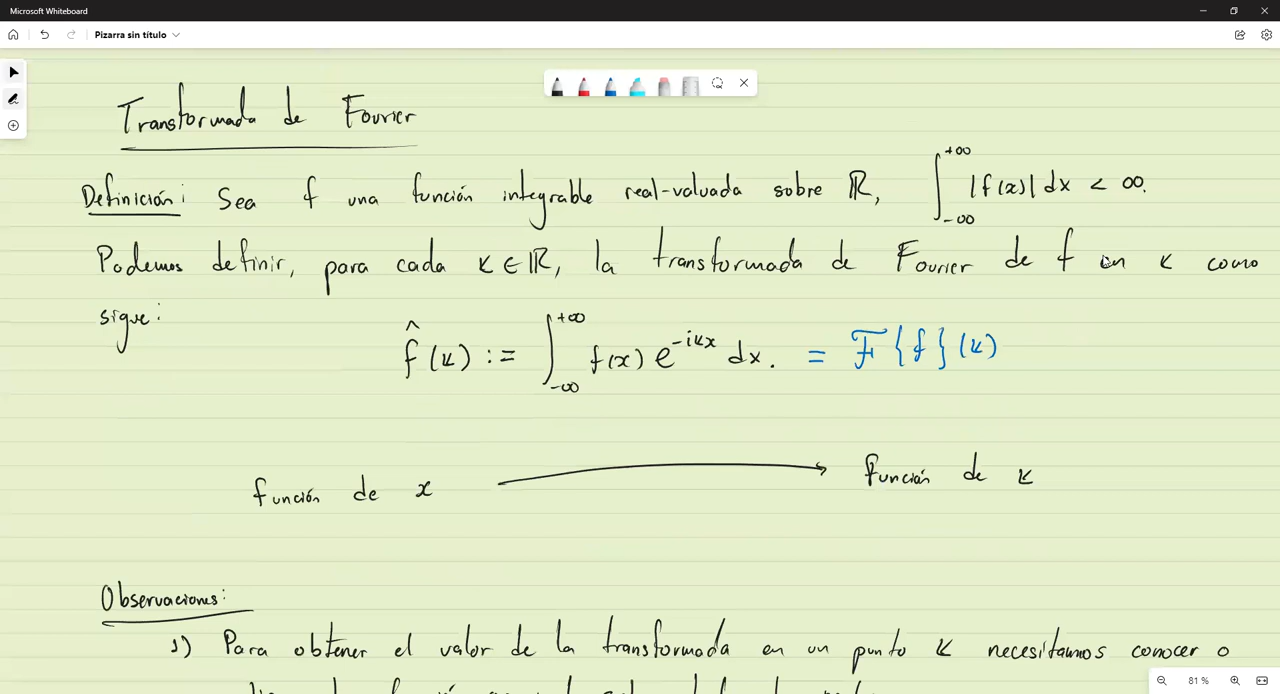 Microsoft Whiteboard
Pizarra sin título
Transformada de Fourier
Definición: Sea f una función integrable real-valuada sobre ℝ, ∫_{-∞}^{+∞} |f(x)| dx < ∞.
Podemos definir, para cada k ∈ ℝ, la transformada de Fourier de f en k como
sigue:
f̂(k) := ∫_{-∞}^{+∞} f(x) e^{-ikx} dx. = ℱ{f}(k)
función de x → función de k
Observaciones:
1) Para obtener el valor de la transformada en un punto k necesitamos conocer o
81 %